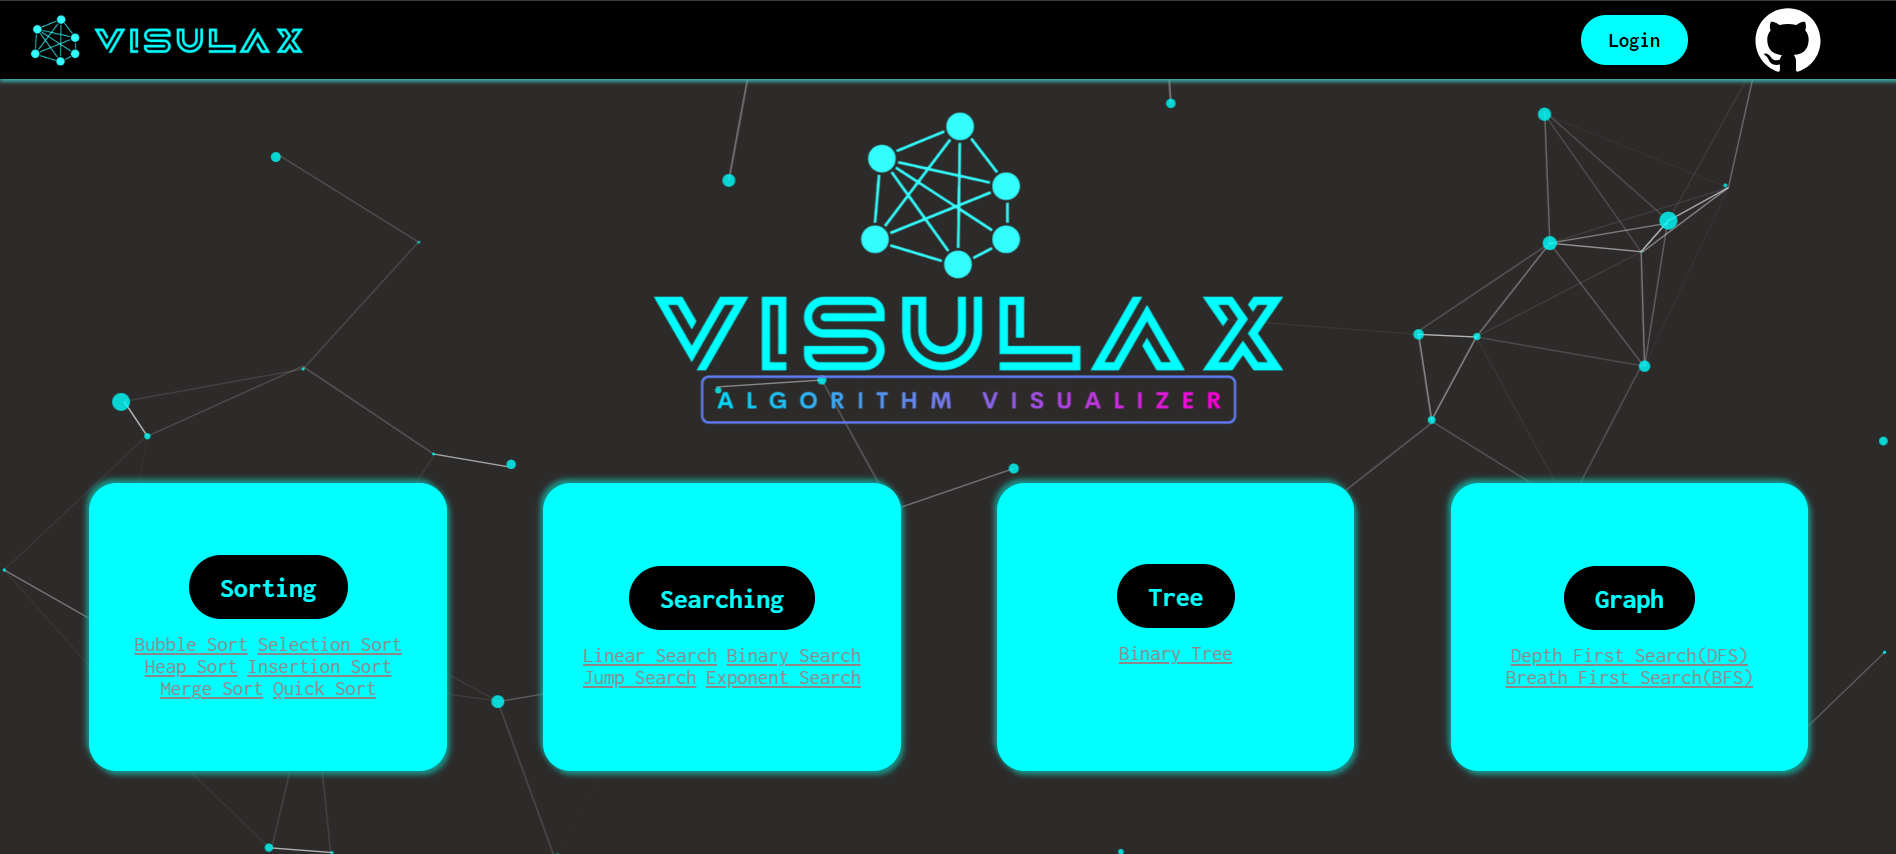 VISULAX
Login
VISULAX
ALGORITHM VISUALIZER
Sorting
Bubble Sort Selection Sort
Heap Sort Insertion Sort
Merge Sort Quick Sort
Searching
Linear Search Binary Search
Jump Search Exponent Search
Tree
Binary Tree
Graph
Depth First Search(DFS)
Breath First Search(BFS)